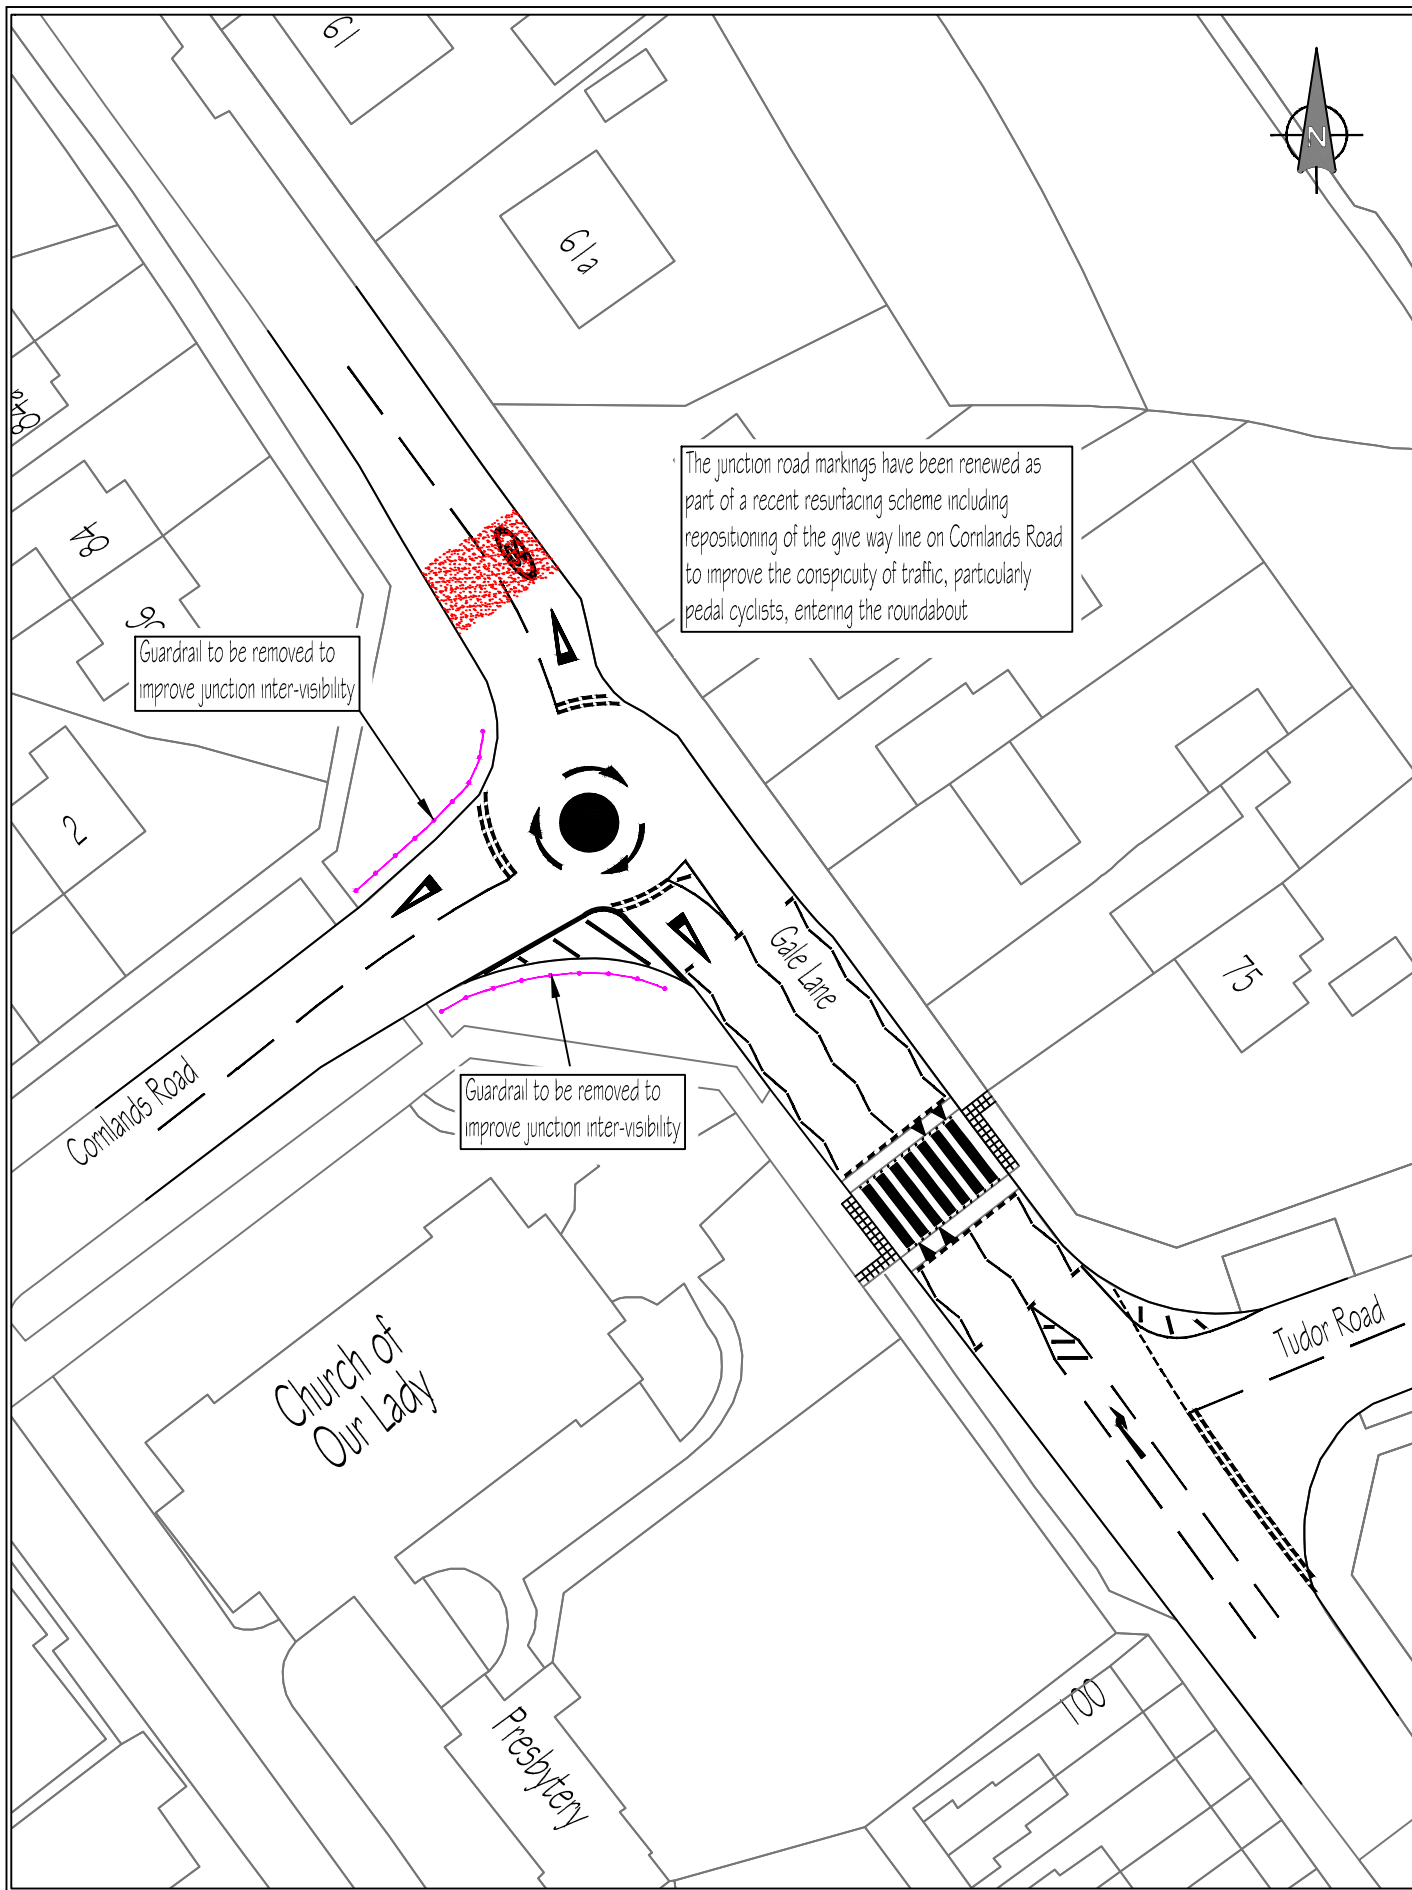 61
N
61a
84a
The junction road markings have been renewed as
part of a recent resurfacing scheme including
repositioning of the give way line on Cornlands Road
to improve the conspicuity of traffic, particularly
pedal cyclists, entering the roundabout
84
Guardrail to be removed to
improve junction inter-visibility
2
Gale Lane
75
Cornlands Road
Guardrail to be removed to
improve junction inter-visibility
Tudor Road
Church of
Our Lady
100
Presbytery